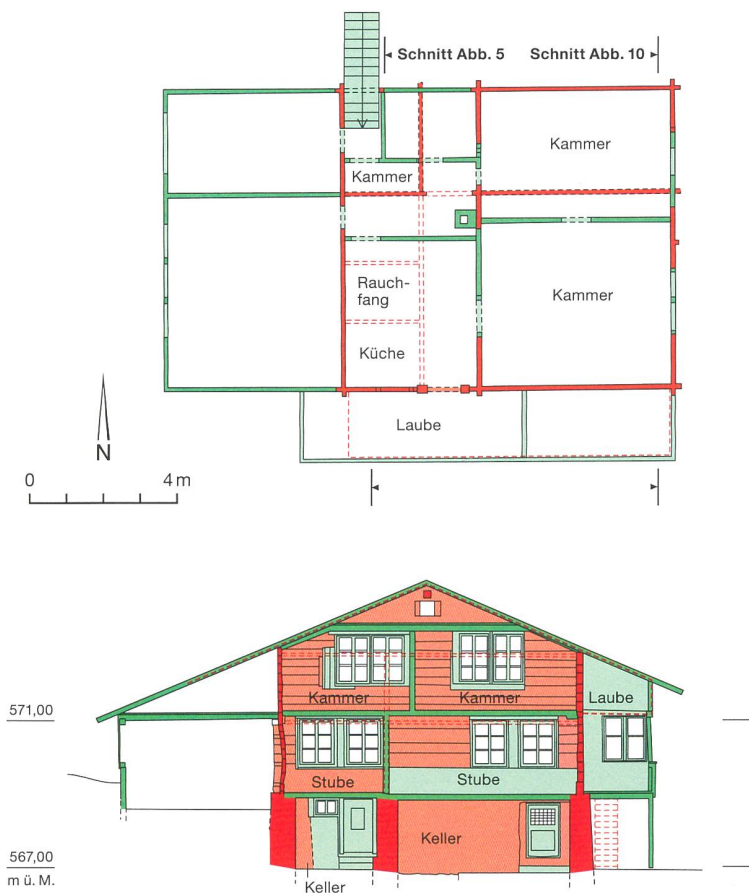 Schnitt Abb. 5 Schnitt Abb. 10
Kammer
Kammer
Rauch-
fang
Kammer
Küche
Laube
N
0 4 m
571,00
Kammer Kammer Laube
Stube Stube
Keller
567,00
m ü. M.
Keller